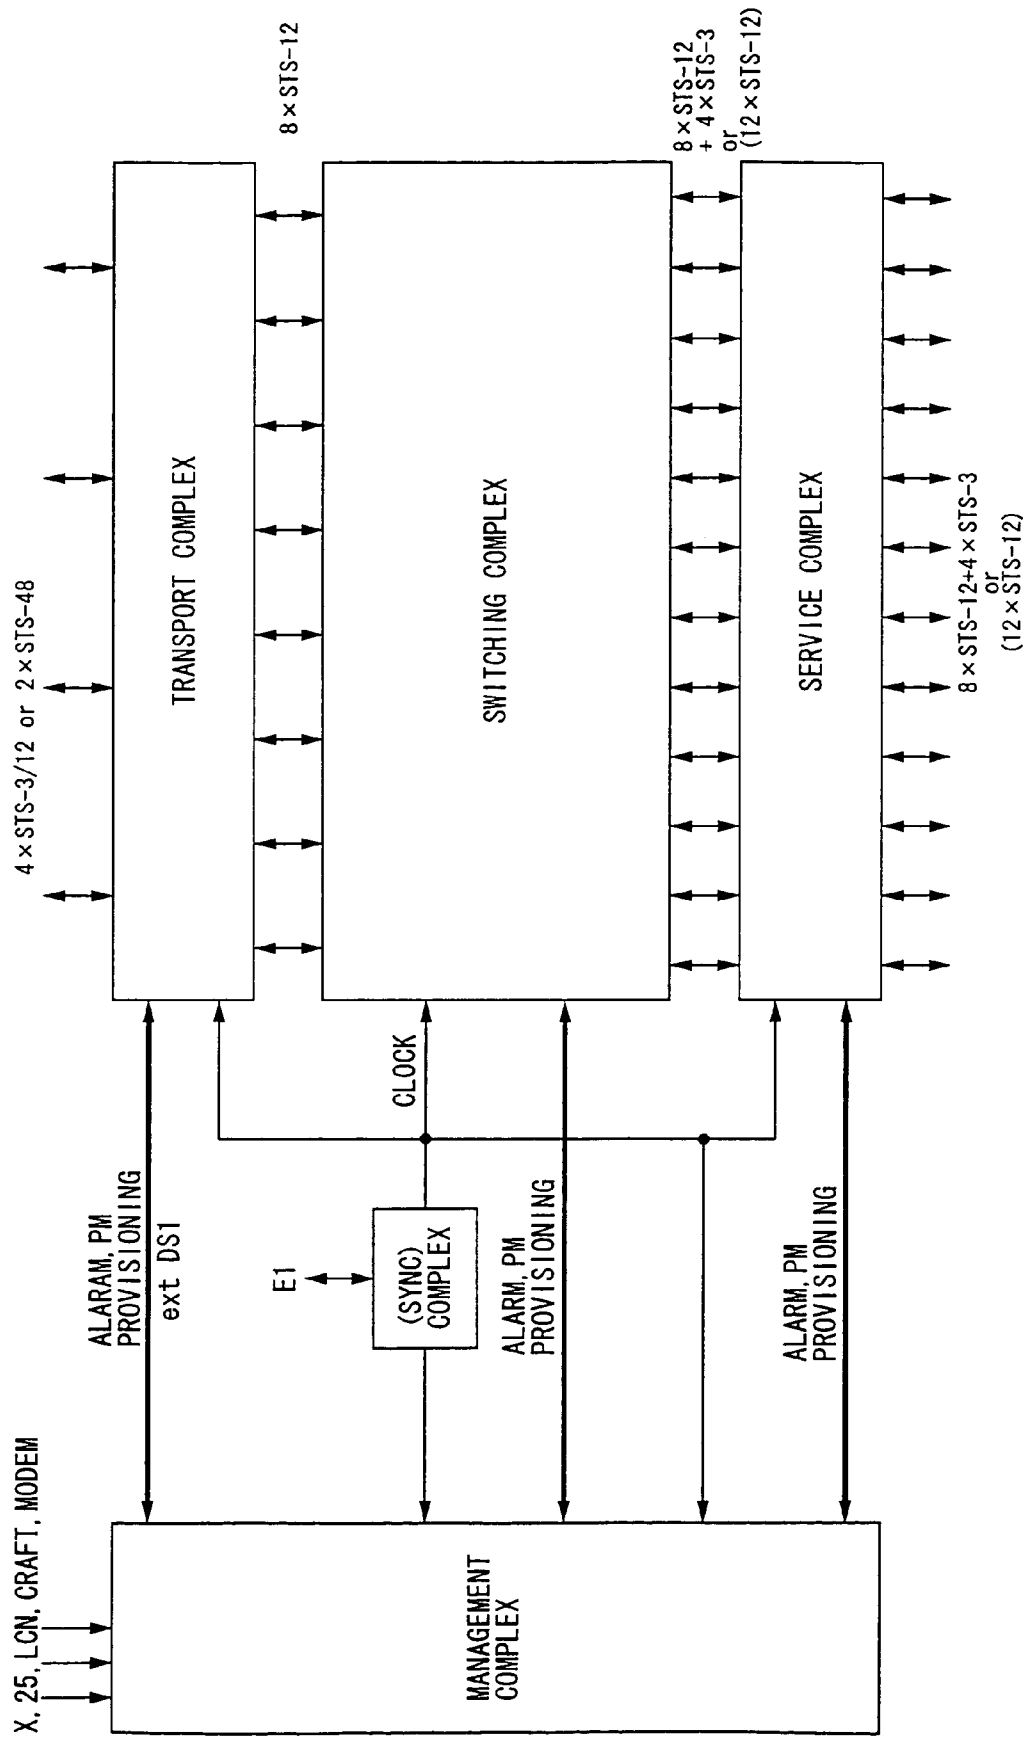 4×STS-3/12 or 2×STS-48
TRANSPORT COMPLEX
8×STS-12
SWITCHING COMPLEX
8×STS-12
+ 4×STS-3
or
(12×STS-12)
SERVICE COMPLEX
8×STS-12+4×STS-3
or
(12×STS-12)
ALARAM, PM
PROVISIONING
ext DS1
CLOCK
E1
(SYNC)
COMPLEX
ALARM, PM
PROVISIONING
ALARM, PM
PROVISIONING
X, 25, LCN, CRAFT, MODEM
MANAGEMENT
COMPLEX